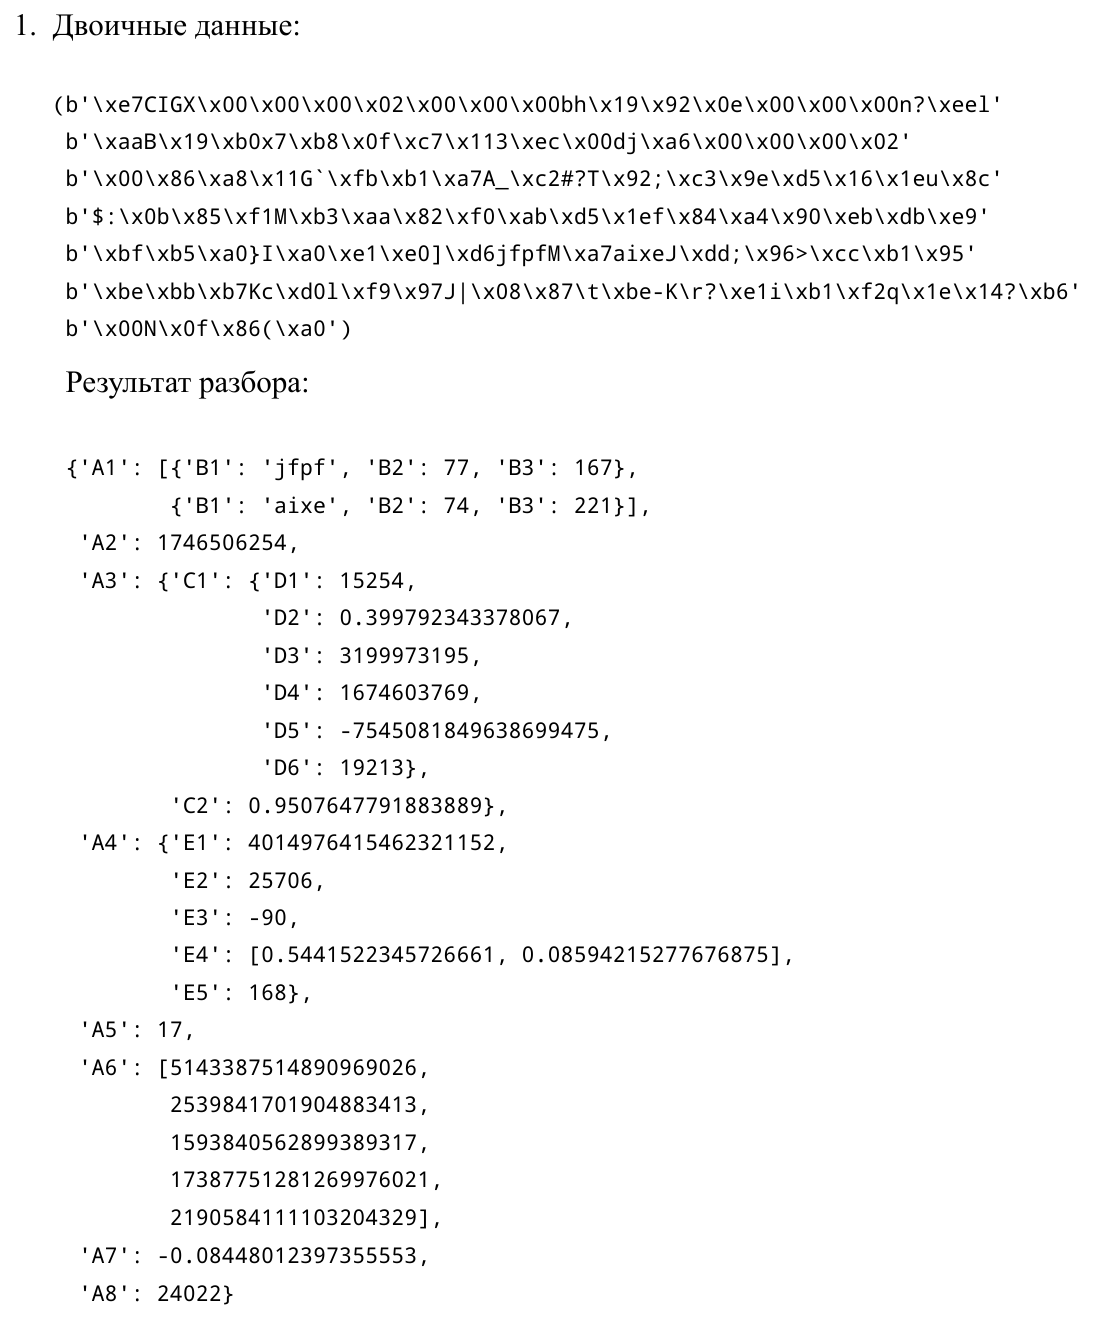 1. Двоичные данные:
(b'\xe7CIGX\x00\x00\x00\x02\x00\x00\x00bh\x19\x92\x0e\x00\x00\x00n?\xeel'
b'\xaaB\x19\xb0x7\xb8\x0f\xc7\x113\xec\x00dj\xa6\x00\x00\x00\x02'
b'\x00\x86\xa8\x11G`\xfb\xb1\xa7A_\xc2#?T\x92;\xc3\x9e\xd5\x16\x1eu\x8c'
b'$:\x0b\x85\xf1M\xb3\xaa\x82\xf0\xab\xd5\x1ef\x84\xa4\x90\xeb\xdb\xe9'
b'\xbf\xb5\xa0}I\xa0\xe1\xe0]\xd6jfpfM\xa7aixeJ\xdd;\x96>\xcc\xb1\x95'
b'\xbe\xbb\xb7Kc\xd0l\xf9\x97J|\x08\x87\t\xbe-K\r?\xe1i\xb1\xf2q\x1e\x14?\xb6'
b'\x00N\x0f\x86(\xa0')
Результат разбора:
{'A1': [{'B1': 'jfpf', 'B2': 77, 'B3': 167},
{'B1': 'aixe', 'B2': 74, 'B3': 221}],
'A2': 1746506254,
'A3': {'C1': {'D1': 15254,
'D2': 0.399792343378067,
'D3': 3199973195,
'D4': 1674603769,
'D5': -7545081849638699475,
'D6': 19213},
'C2': 0.9507647791883889},
'A4': {'E1': 4014976415462321152,
'E2': 25706,
'E3': -90,
'E4': [0.5441522345726661, 0.08594215277676875],
'E5': 168},
'A5': 17,
'A6': [5143387514890969026,
2539841701904883413,
1593840562899389317,
17387751281269976021,
2190584111103204329],
'A7': -0.08448012397355553,
'A8': 24022}